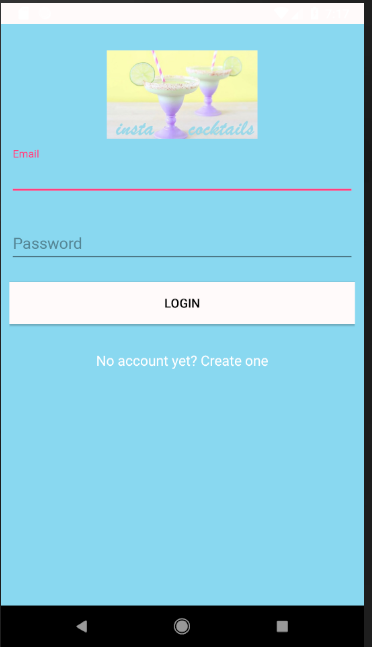 insta cocktails
Email
Password
LOGIN
No account yet? Create one